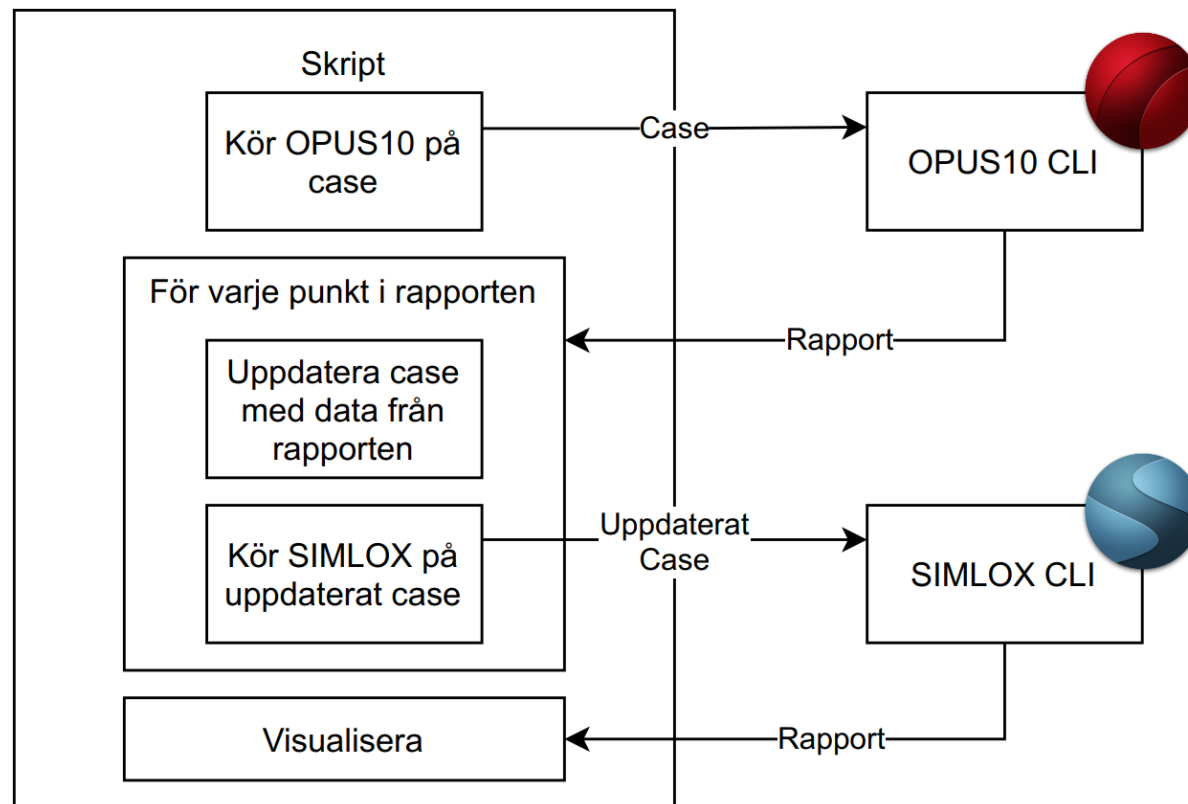 Skript
Kör OPUS10 på
case
Case
OPUS10 CLI
För varje punkt i rapporten
Rapport
Uppdatera case
med data från
rapporten
Kör SIMLOX på
uppdaterat case
Uppdaterat
Case
SIMLOX CLI
Visualisera
Rapport